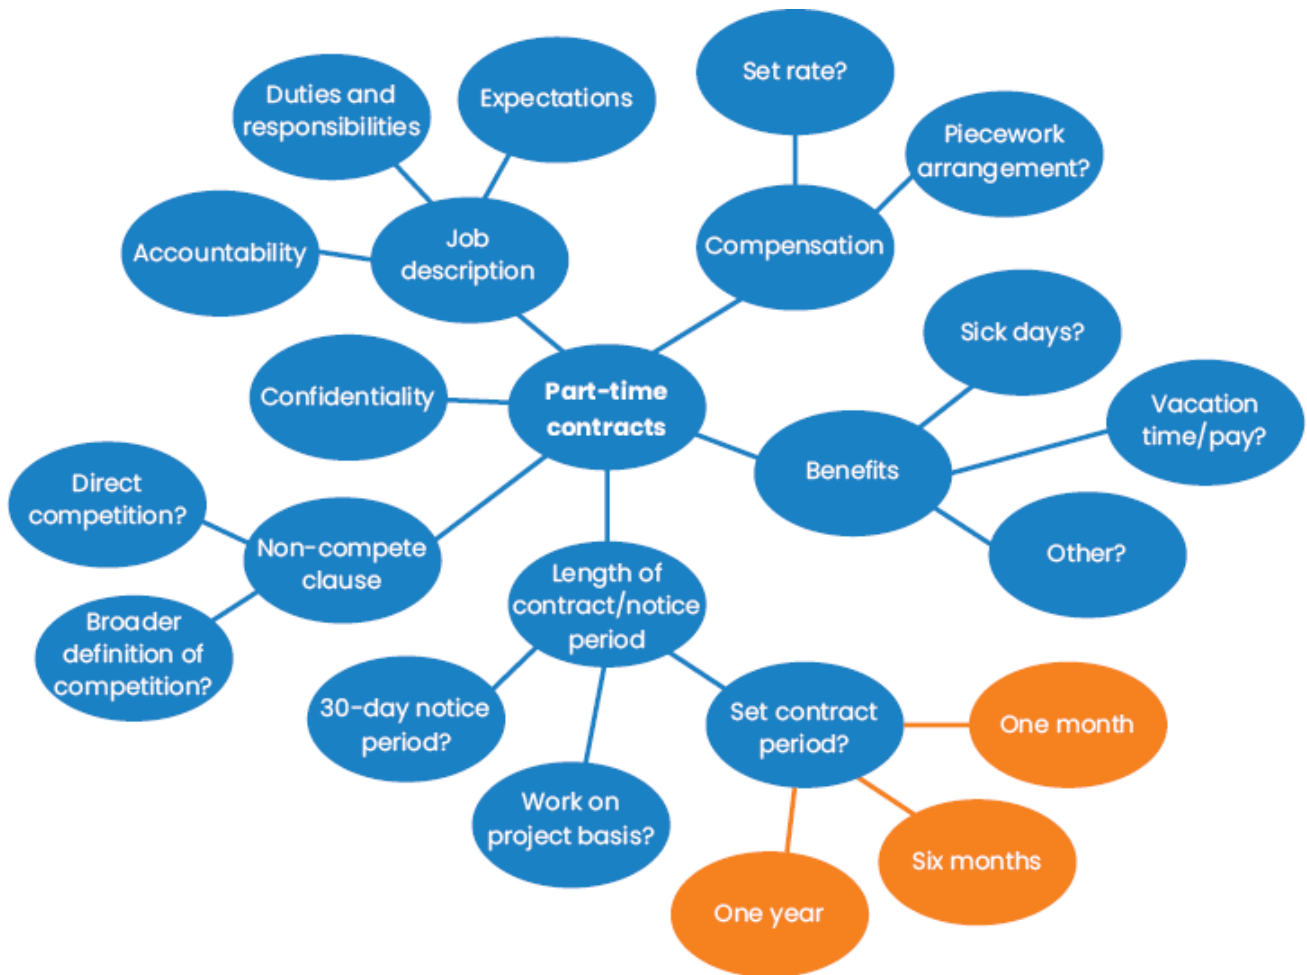 Set rate?
Duties and
responsibilities
Expectations
Piecework
arrangement?
Accountability
Job
description
Compensation
Sick days?
Confidentiality
Part-time
contracts
Vacation
time/pay?
Benefits
Direct
competition?
Non-compete
clause
Length of
contract/notice
period
Other?
Broader
definition of
competition?
30-day notice
period?
Set contract
period?
One month
Work on
project basis?
Six months
One year